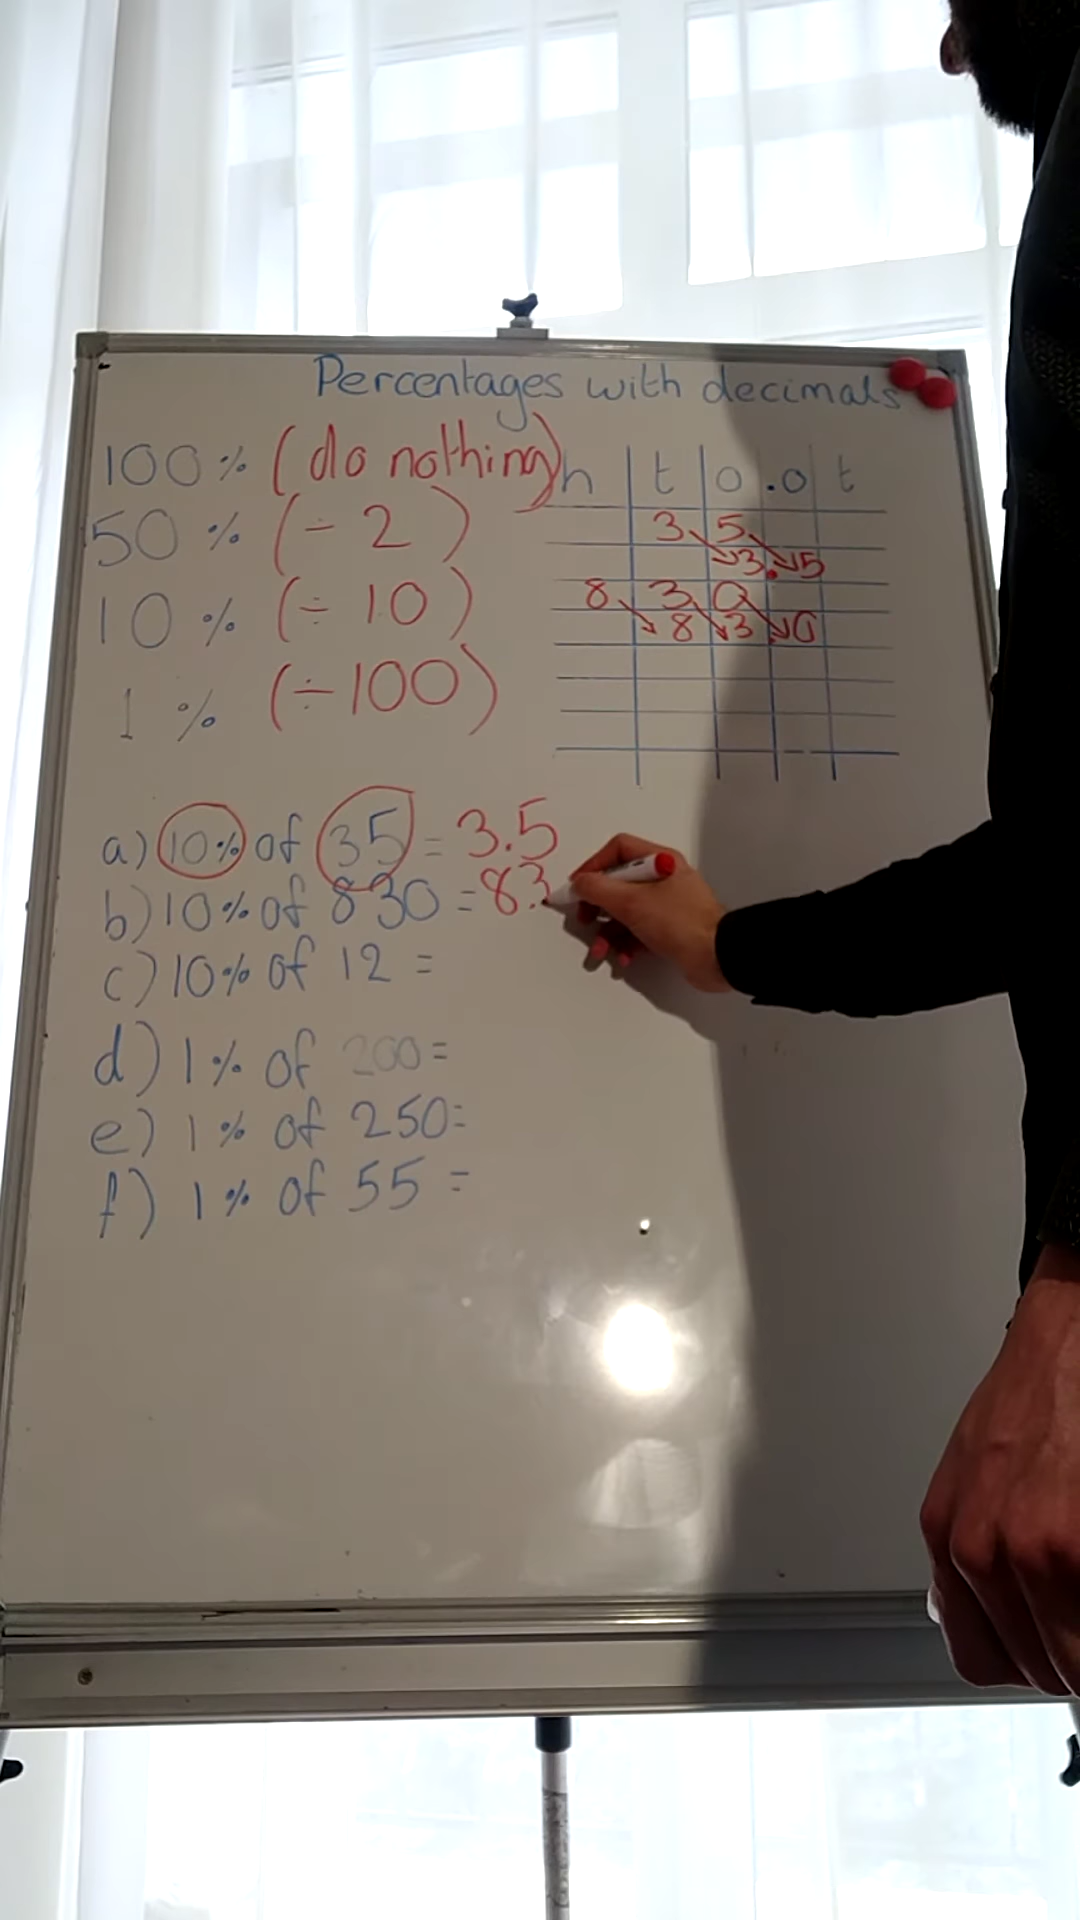 Percentages with decimals
100% (do nothing)
50% (÷2)
10% (÷10)
1% (÷100)
h t o .o t
3 5
3.5
8 3 0
8 3 0
a) 10% of 35 = 3.5
b) 10% of 830 = 83.
c) 10% of 12 =
d) 1% of 200=
e) 1% of 250=
f) 1% of 55 =